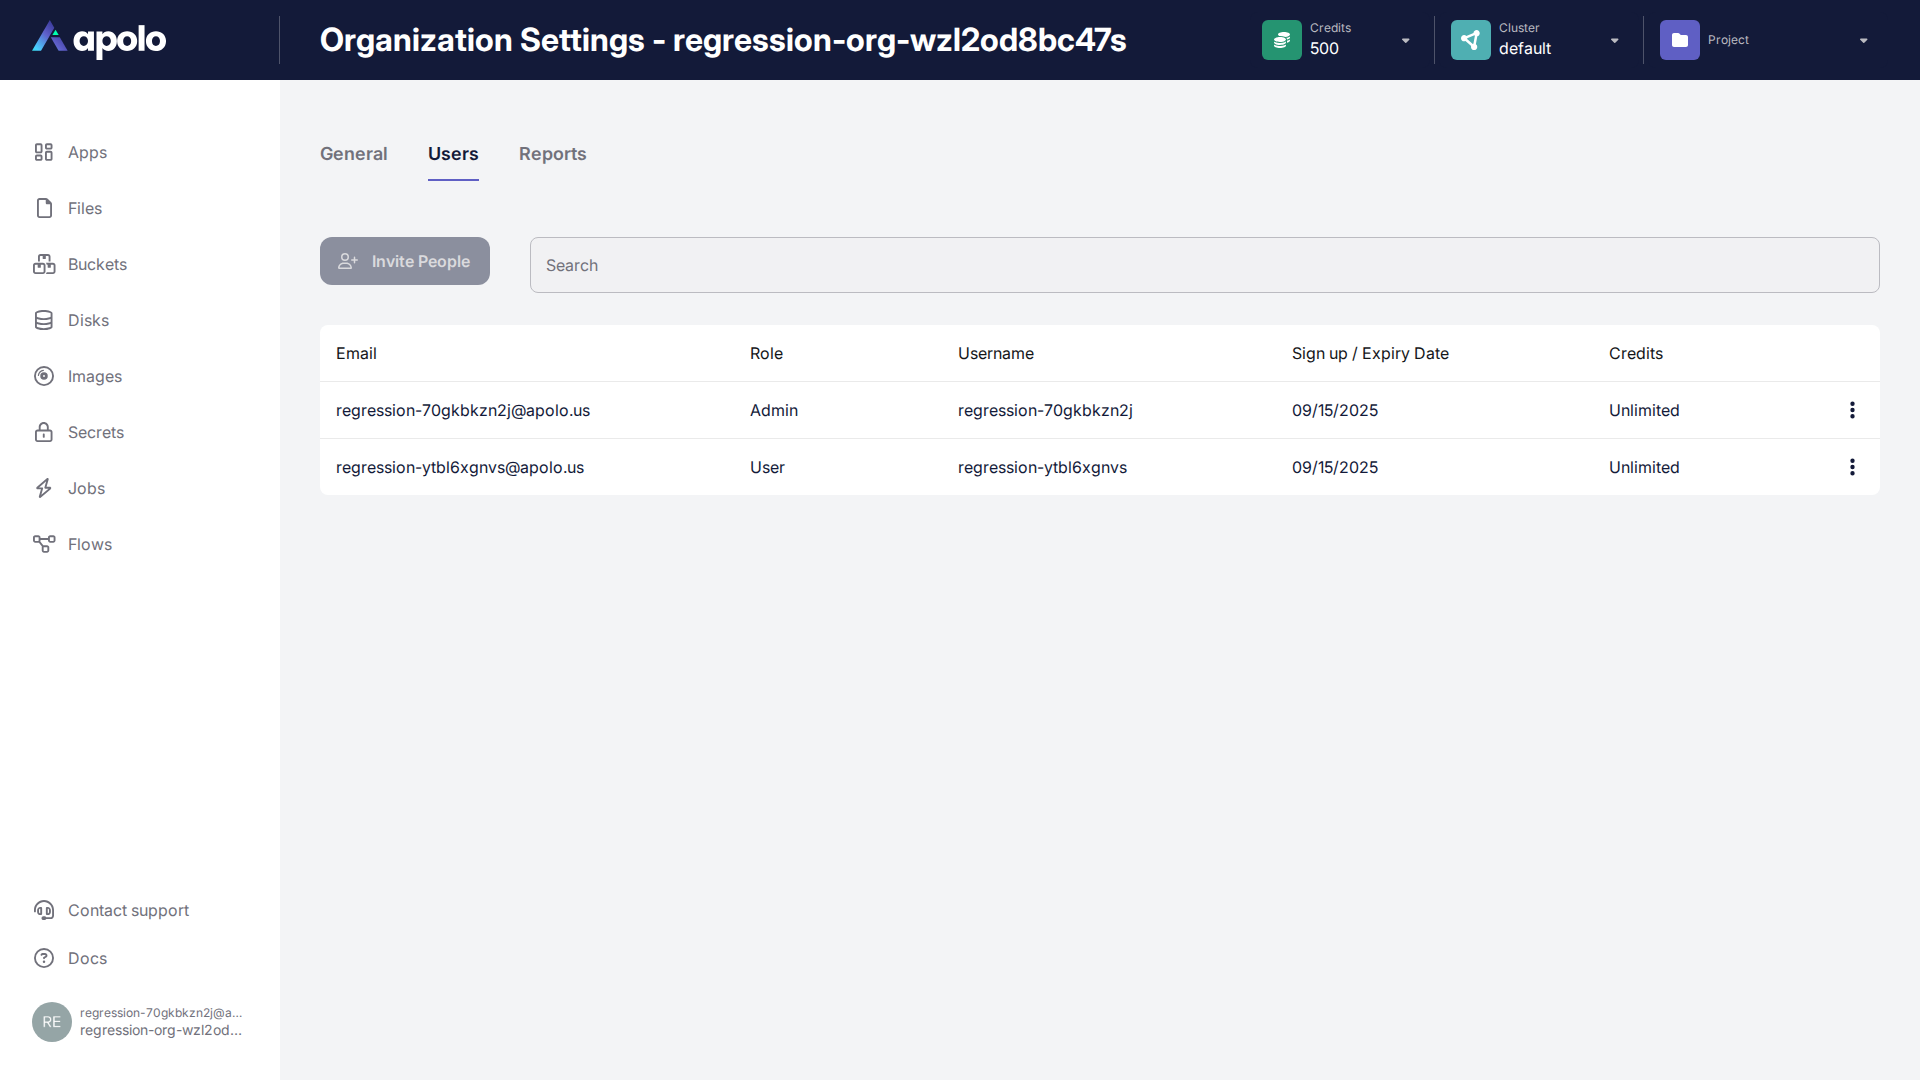 apolo
Organization Settings - regression-org-wzl2od8bc47s
Credits
500
Cluster
default
Project
Apps
Files
Buckets
Disks
Images
Secrets
Jobs
Flows
Contact support
Docs
RE
regression-70gkbkzn2j@a...
regression-org-wzl2od...
General Users Reports
Invite People
Search
Email Role Username Sign up / Expiry Date Credits
regression-70gkbkzn2j@apolo.us Admin regression-70gkbkzn2j 09/15/2025 Unlimited
regression-ytbl6xgnvs@apolo.us User regression-ytbl6xgnvs 09/15/2025 Unlimited